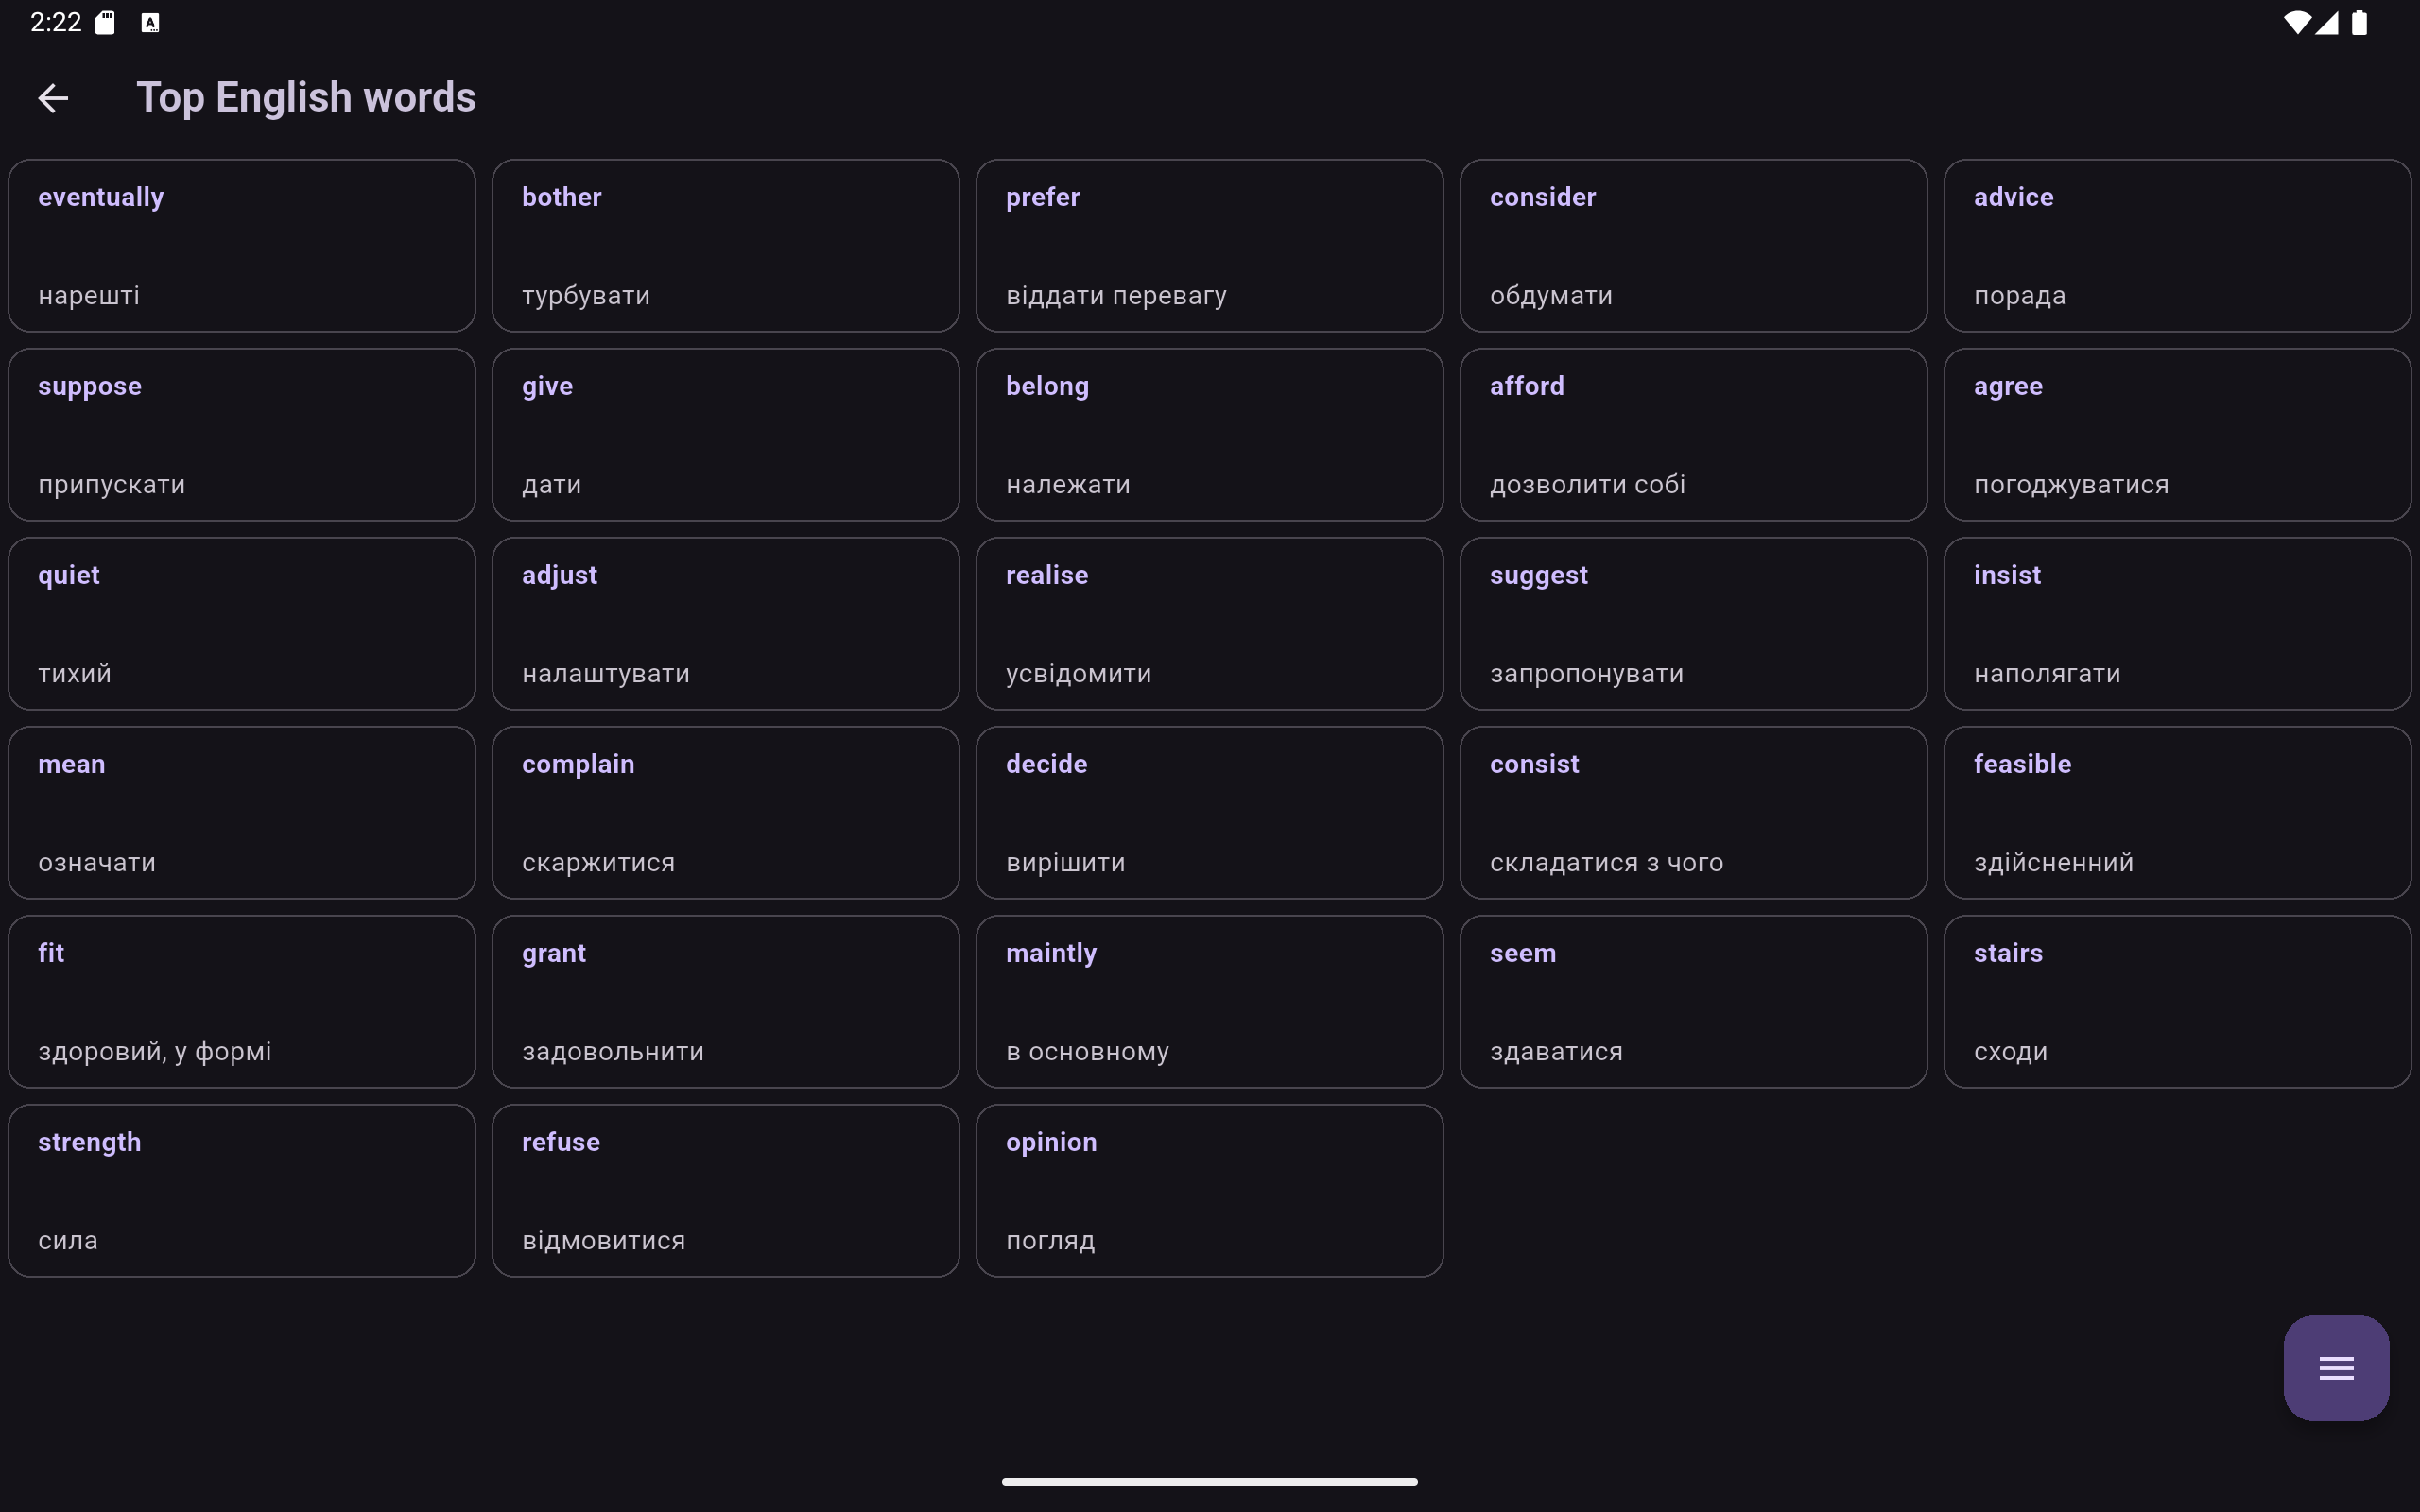 2:22
Top English words
eventually
нарешті
bother
турбувати
prefer
віддати перевагу
consider
обдумати
advice
порада
suppose
припускати
give
дати
belong
належати
afford
дозволити собі
agree
погоджуватися
quiet
тихий
adjust
налаштувати
realise
усвідомити
suggest
запропонувати
insist
наполягати
mean
означати
complain
скаржитися
decide
вирішити
consist
складатися з чого
feasible
здійсненний
fit
здоровий, у формі
grant
задовольнити
maintly
в основному
seem
здаватися
stairs
сходи
strength
сила
refuse
відмовитися
opinion
погляд